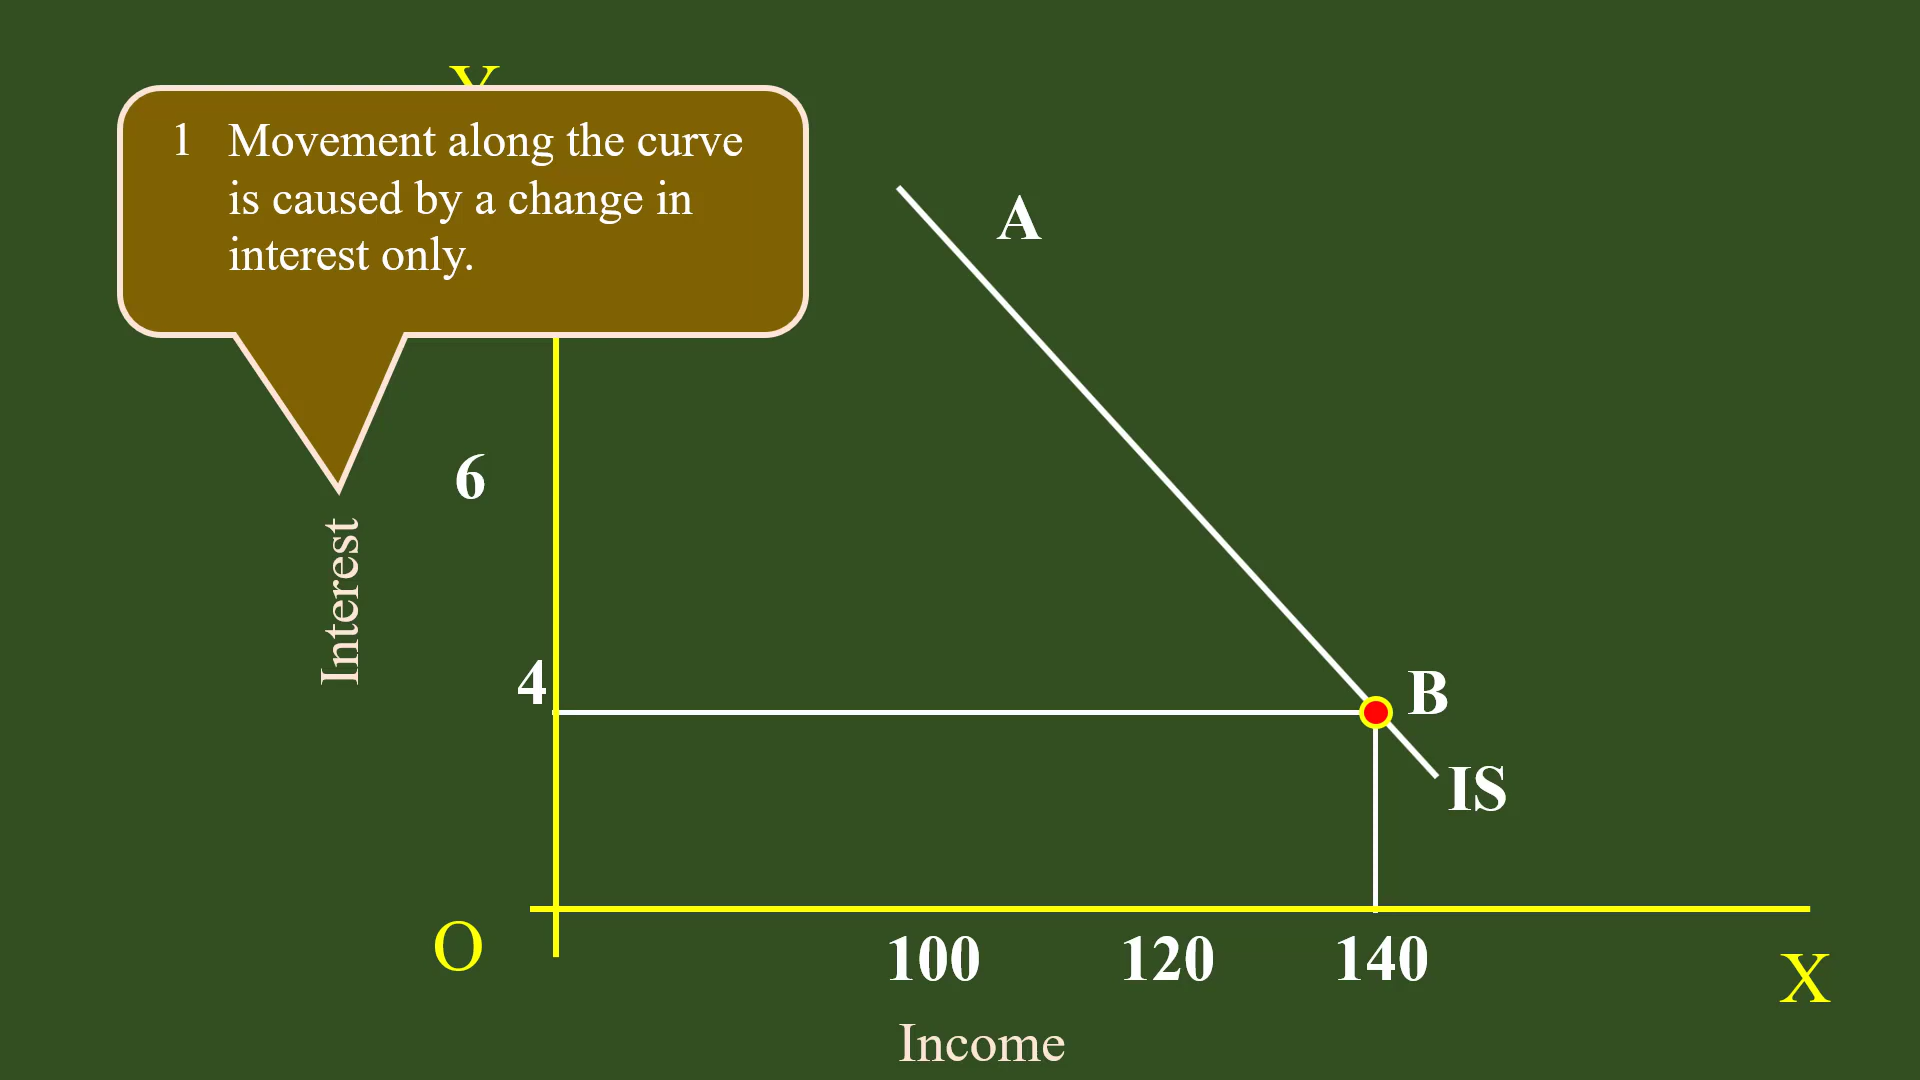 Y
1 Movement along the curve
is caused by a change in
interest only.
A
6
Interest
4
B
IS
O
100 120 140
X
Income